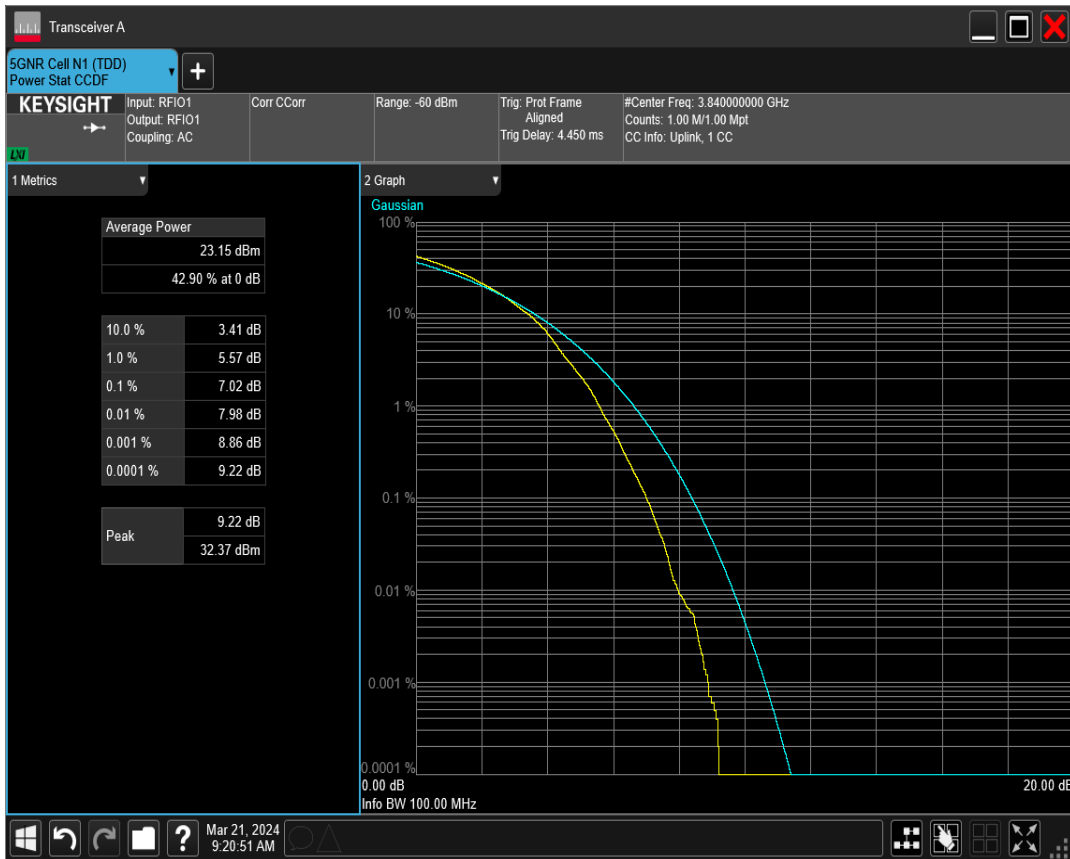 Transceiver A
5GNR Cell N1 (TDD)
Power Stat CCDF
+
KEYSIGHT
LXI
Input: RFIO1
Output: RFIO1
Coupling: AC
Corr CCorr
Range: -60 dBm
Trig: Prot Frame
Aligned
Trig Delay: 4.450 ms
#Center Freq: 3.840000000 GHz
Counts: 1.00 M/1.00 Mpt
CC Info: Uplink, 1 CC
1 Metrics
Average Power
23.15 dBm
42.90 % at 0 dB
10.0 % 3.41 dB
1.0 % 5.57 dB
0.1 % 7.02 dB
0.01 % 7.98 dB
0.001 % 8.86 dB
0.0001 % 9.22 dB
Peak
9.22 dB
32.37 dBm
2 Graph
Gaussian
100 %
10 %
1 %
0.1 %
0.01 %
0.001 %
0.0001 %
0.00 dB 20.00 dB
Info BW 100.00 MHz
?
Mar 21, 2024
9:20:51 AM